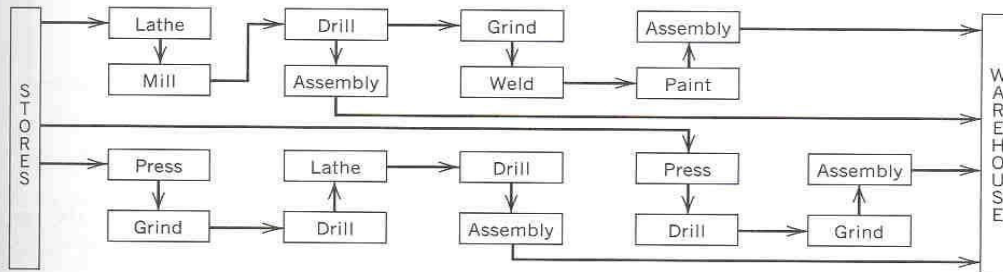 STORES
Lathe
Drill
Grind
Assembly
Mill
Assembly
Weld
Paint
Press
Lathe
Drill
Press
Assembly
Grind
Drill
Assembly
Drill
Grind
WAREHOUSE